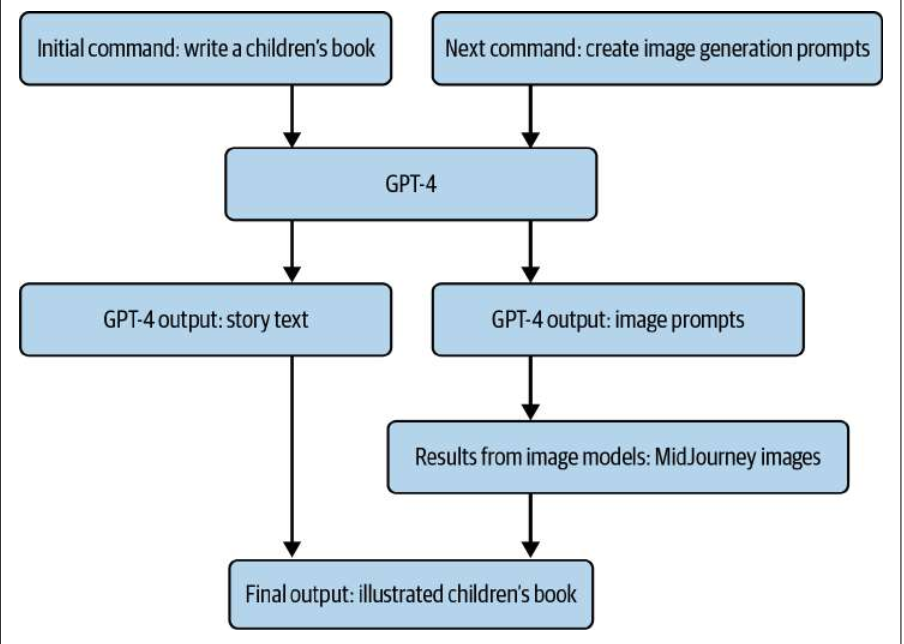 Initial command: write a children's book
Next command: create image generation prompts
GPT-4
GPT-4 output: story text
GPT-4 output: image prompts
Results from image models: MidJourney images
Final output: illustrated children's book